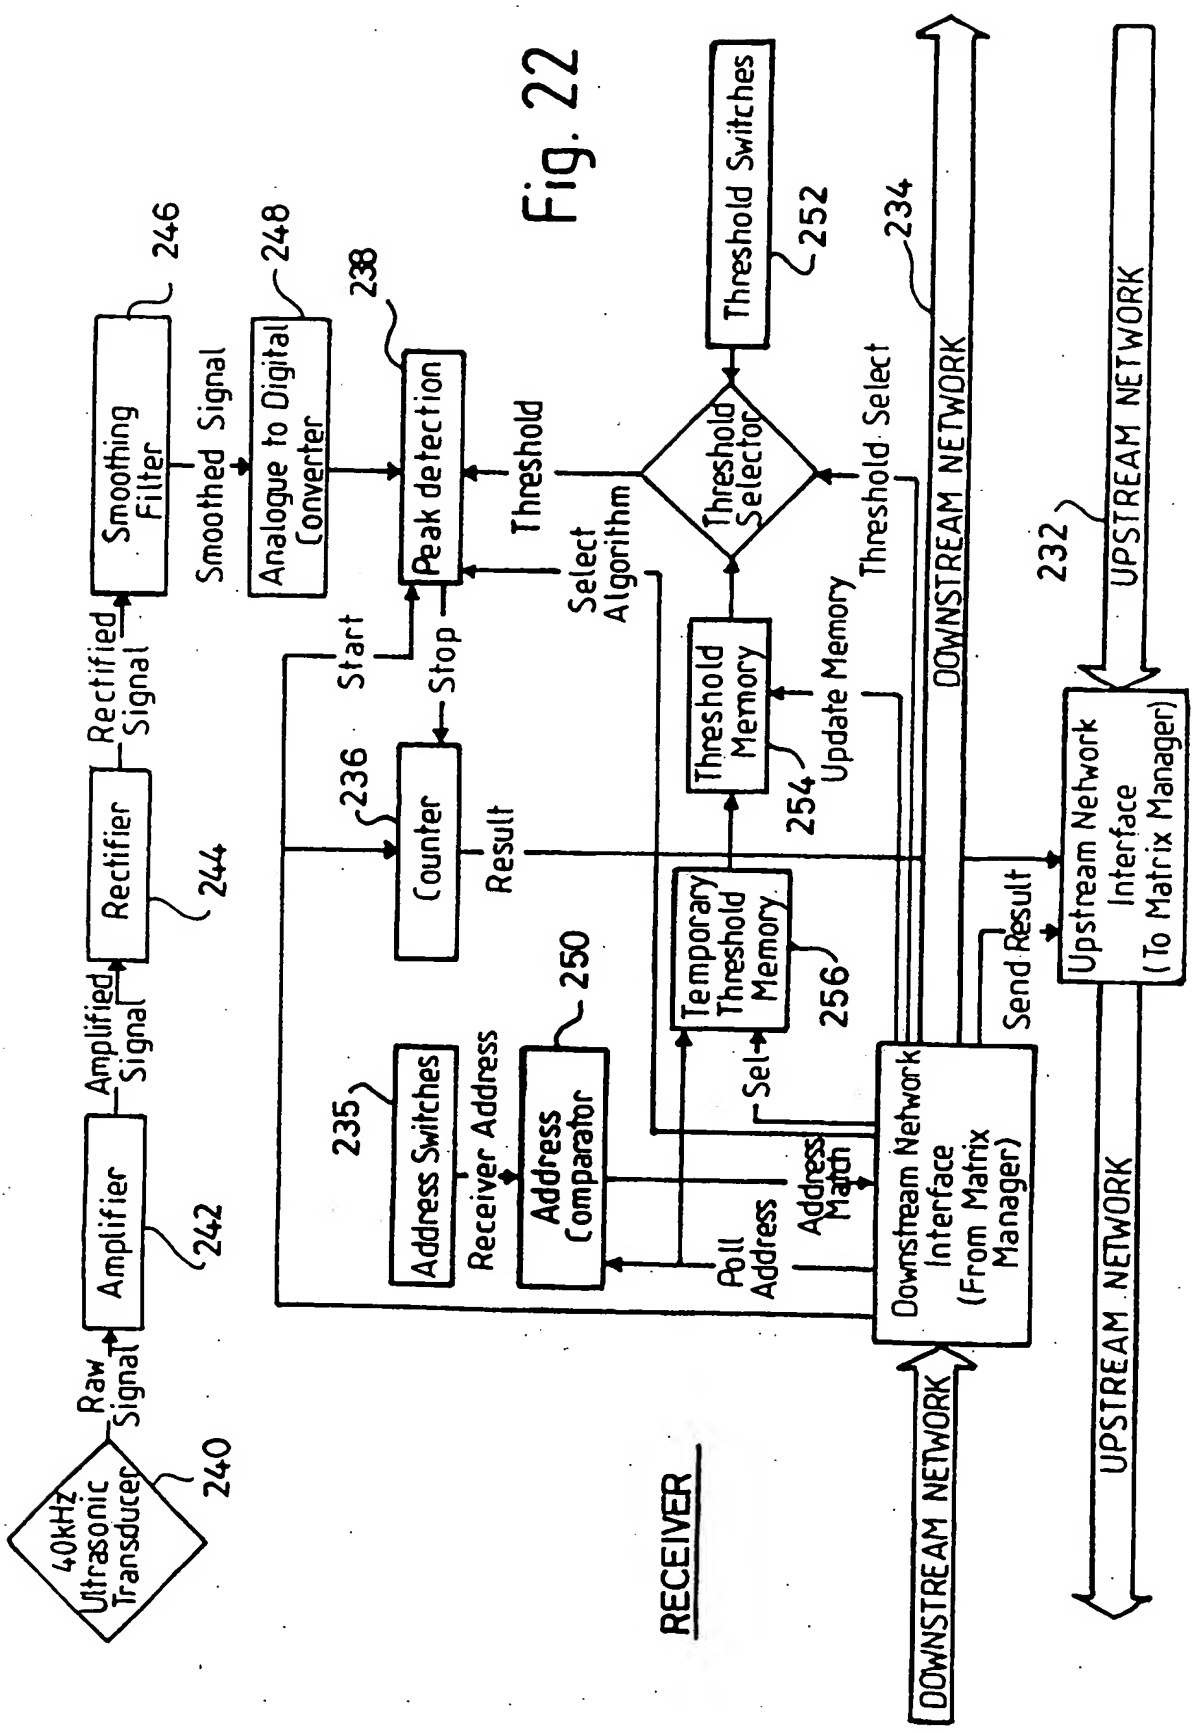 40kHz
Ultrasonic
Transducer
240
Raw
Signal
Amplifier
242
Amplified
Signal
Rectifier
244
Rectified
Signal
Smoothing
Filter
246
Smoothed Signal
Analogue to Digital
Converter
248
Start
Peak detection
238
Stop
236
Counter
Result
Threshold
Select
Algorithm
235
Address Switches
Receiver Address
Address
Comparator
250
Poll
Address
Address
Match
Sel
Temporary
Threshold
Memory
256
Threshold
Memory
254
Update Memory
Threshold
Selector
Threshold Select
Threshold Switches
252
Fig. 22
RECEIVER
DOWNSTREAM NETWORK
Downstream Network
Interface
(From Matrix
Manager)
DOWNSTREAM NETWORK
234
Send Result
UPSTREAM NETWORK
Upstream Network
Interface
(To Matrix Manager)
232
UPSTREAM NETWORK